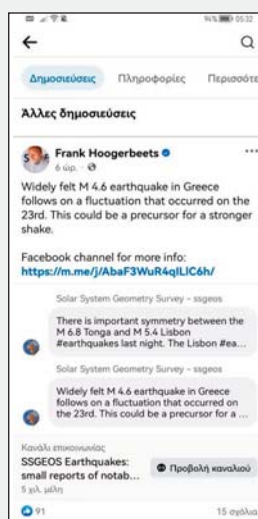 94% 05:32
Δημοσιεύσεις Πληροφορίες Περισσότε
Άλλες δημοσιεύσεις
Frank Hoogerbeets
6 ώρ.
Widely felt M 4.6 earthquake in Greece
follows on a fluctuation that occurred on the
23rd. This could be a precursor for a stronger
shake.
Facebook channel for more info:
https://m.me/j/AbaF3WuR4qlLlC6h/
Solar System Geometry Survey - ssgeos
There is important symmetry between the
M 6.8 Tonga and M 5.4 Lisbon
#earthquakes last night. The Lisbon #ea...
Solar System Geometry Survey - ssgeos
Widely felt M 4.6 earthquake in Greece
follows on a fluctuation that occurred on
the 23rd. This could be a precursor for a ...
Κανάλι επικοινωνίας
SSGEOS Earthquakes:
small reports of notab...
5 χιλ. μέλη
Προβολή καναλιού
91 15 σχόλια